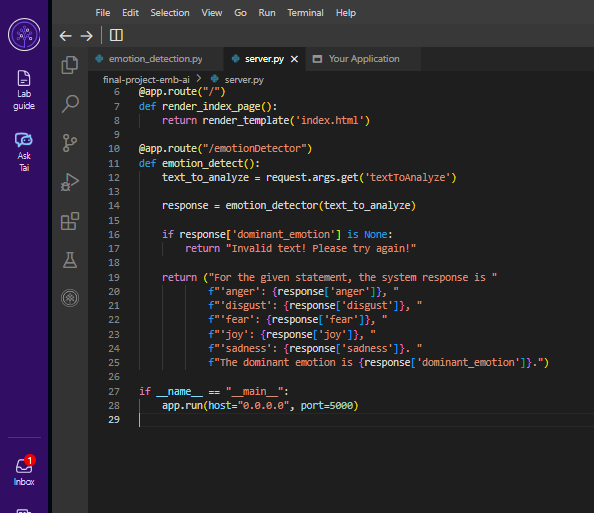 File Edit Selection View Go Run Terminal Help
emotion_detection.py server.py Your Application
final-project-emb-ai > server.py
Lab
guide
Ask
Tai
1
Inbox
6 @app.route("/")
7 def render_index_page():
8     return render_template('index.html')
9
10 @app.route("/emotionDetector")
11 def emotion_detect():
12     text_to_analyze = request.args.get('textToAnalyze')
13
14     response = emotion_detector(text_to_analyze)
15
16     if response['dominant_emotion'] is None:
17         return "Invalid text! Please try again!"
18
19     return ("For the given statement, the system response is "
20             f"'anger': {response['anger']}, "
21             f"'disgust': {response['disgust']}, "
22             f"'fear': {response['fear']}, "
23             f"'joy': {response['joy']}, "
24             f"'sadness': {response['sadness']}. "
25             f"The dominant emotion is {response['dominant_emotion']}.")
26
27 if __name__ == "__main__":
28     app.run(host="0.0.0.0", port=5000)
29